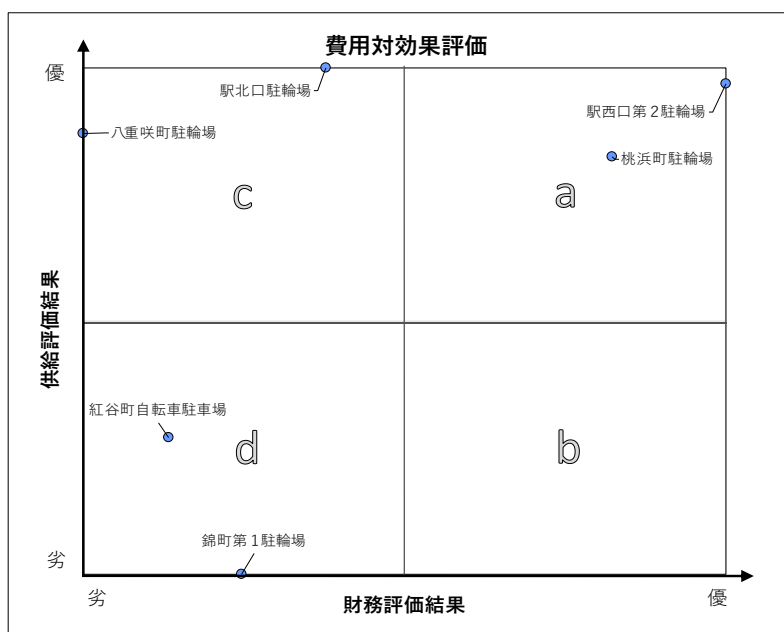 費用対効果評価
優
駅北口駐輪場
駅西口第2駐輪場
八重咲町駐輪場
桃浜町駐輪場
c
a
供給評価結果
紅谷町自転車駐車場
d
b
錦町第1駐輪場
劣
劣
財務評価結果
優